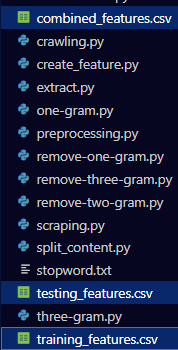 combined_features.csv
crawling.py
create_feature.py
extract.py
one-gram.py
preprocessing.py
remove-one-gram.py
remove-three-gram.py
remove-two-gram.py
scraping.py
split_content.py
stopword.txt
testing_features.csv
three-gram.py
training_features.csv